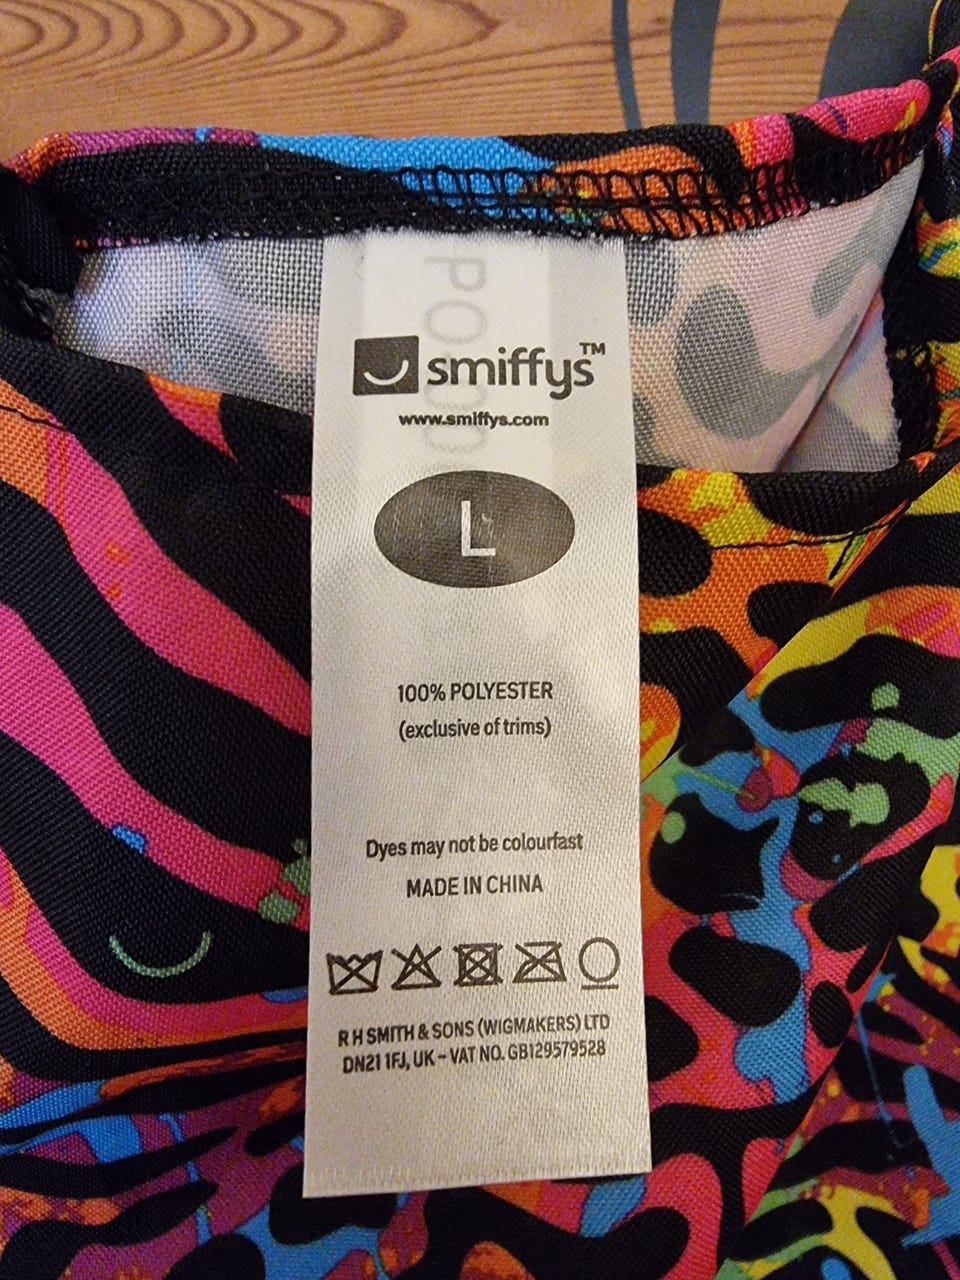 smiffys™
www.smiffys.com
L
100% POLYESTER
(exclusive of trims)
Dyes may not be colourfast
MADE IN CHINA
R H SMITH & SONS (WIGMAKERS) LTD
DN21 1FJ, UK – VAT NO. GB129579528